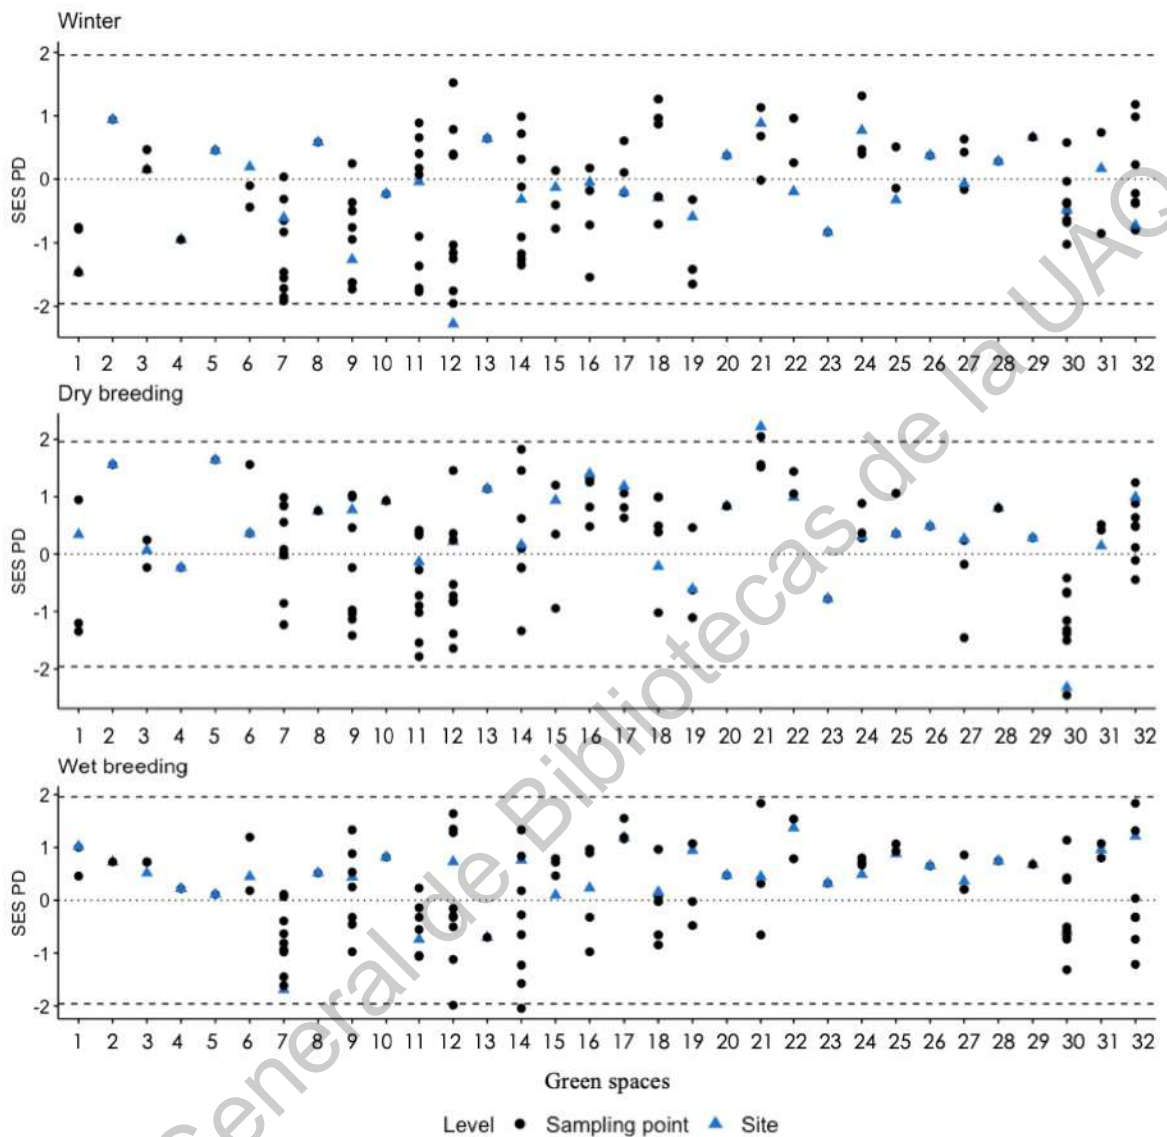 Winter
2
1
0
-1
-2
SES PD
1 2 3 4 5 6 7 8 9 10 11 12 13 14 15 16 17 18 19 20 21 22 23 24 25 26 27 28 29 30 31 32
Dry breeding
2
1
0
-1
-2
SES PD
1 2 3 4 5 6 7 8 9 10 11 12 13 14 15 16 17 18 19 20 21 22 23 24 25 26 27 28 29 30 31 32
Wet breeding
2
1
0
-1
-2
SES PD
1 2 3 4 5 6 7 8 9 10 11 12 13 14 15 16 17 18 19 20 21 22 23 24 25 26 27 28 29 30 31 32
Green spaces
Level Sampling point Site
General de Bibliotecas de la UAQ